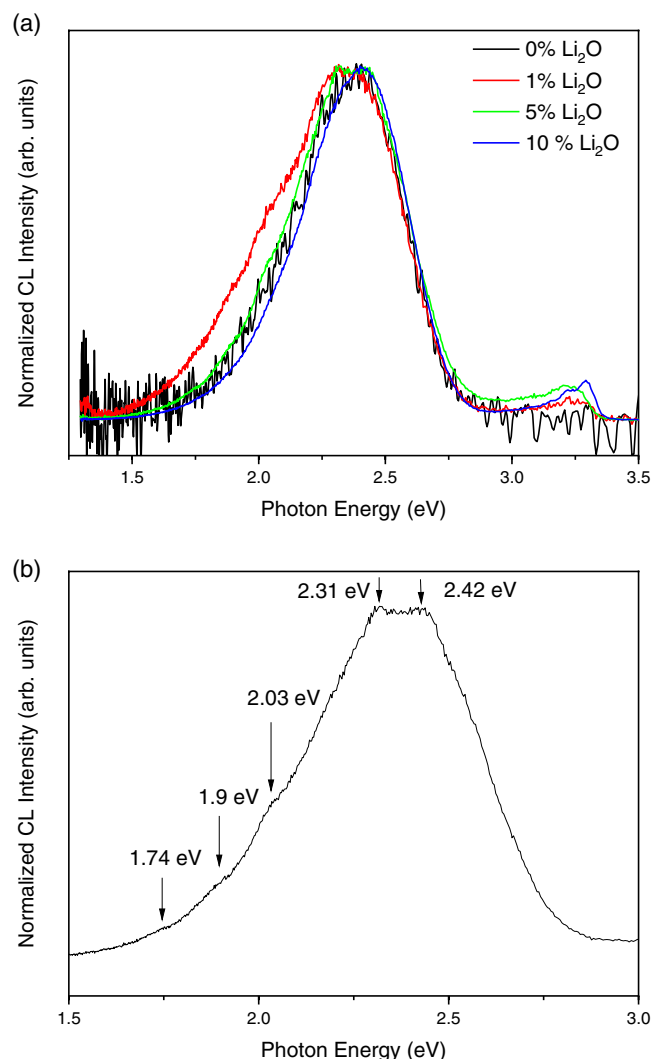 (a)
0% Li₂O
1% Li₂O
5% Li₂O
10 % Li₂O
Normalized CL Intensity (arb. units)
1.5 2.0 2.5 3.0 3.5
Photon Energy (eV)
(b)
2.31 eV 2.42 eV
2.03 eV
1.9 eV
1.74 eV
Normalized CL Intensity (arb. units)
1.5 2.0 2.5 3.0
Photon Energy (eV)